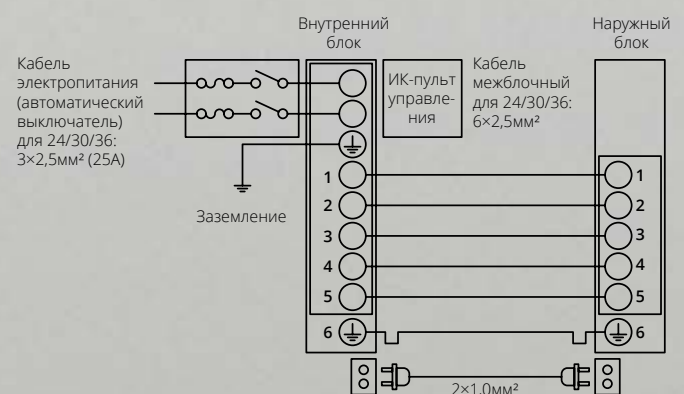 Внутренний
блок
Наружный
блок
Кабель
электропитания
(автоматический
выключатель)
для 24/30/36:
3×2,5мм² (25А)
ИК-пульт
управле-
ния
Кабель
межблочный
для 24/30/36:
6×2,5мм²
Заземление
1
2
3
4
5
6
1
2
3
4
5
6
2×1,0мм²